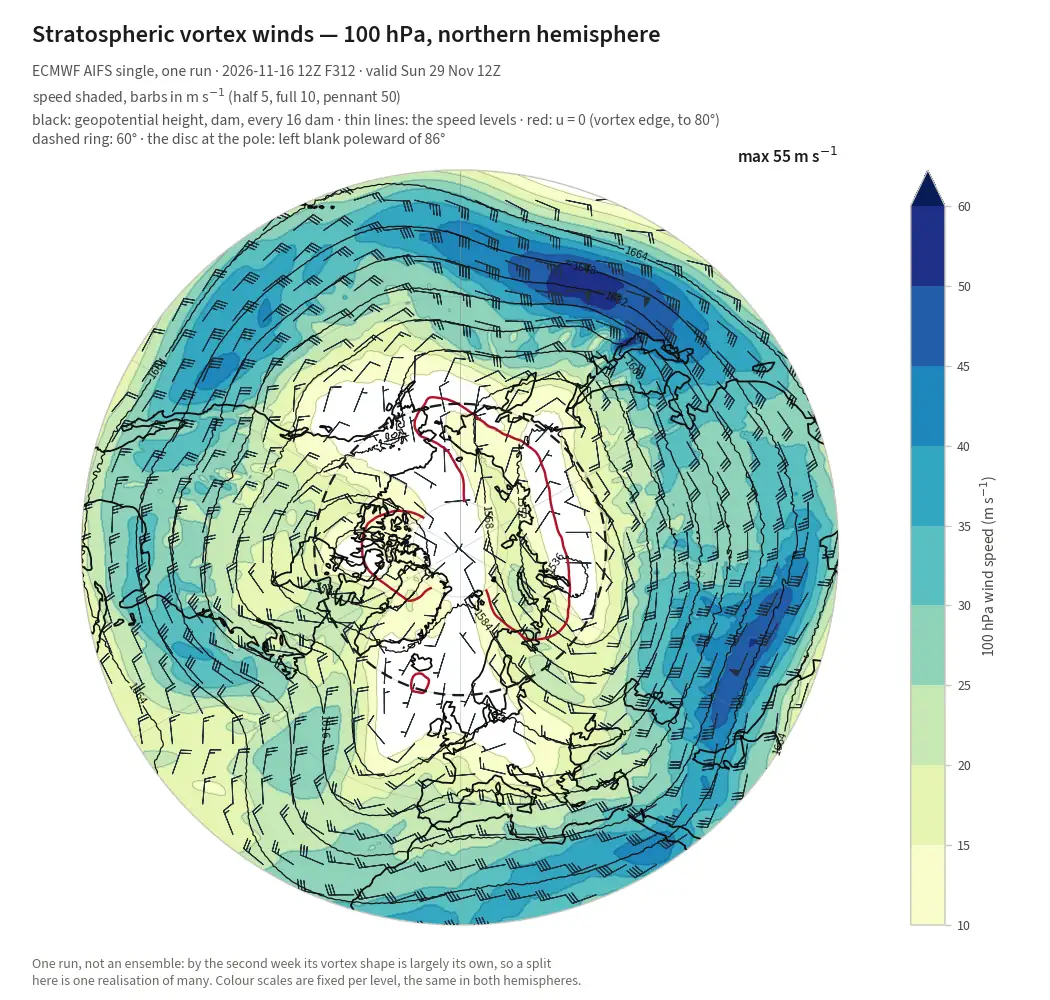 Stratospheric vortex winds — 100 hPa, northern hemisphere
ECMWF AIFS single, one run · 2026-11-16 12Z F312 · valid Sun 29 Nov 12Z
speed shaded, barbs in m s⁻¹ (half 5, full 10, pennant 50)
black: geopotential height, dam, every 16 dam · thin lines: the speed levels · red: u = 0 (vortex edge, to 80°)
dashed ring: 60° · the disc at the pole: left blank poleward of 86°
max 55 m s⁻¹
60
50
45
40
35
30
25
20
15
10
100 hPa wind speed (m s⁻¹)
1664
1568
1584
1664
1664
One run, not an ensemble: by the second week its vortex shape is largely its own, so a split
here is one realisation of many. Colour scales are fixed per level, the same in both hemispheres.